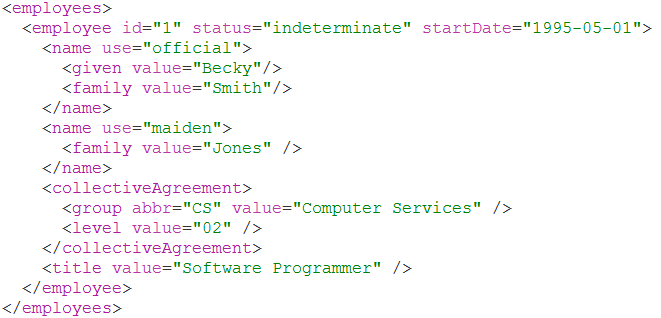 <employees>
  <employee id="1" status="indeterminate" startDate="1995-05-01">
    <name use="official">
      <given value="Becky"/>
      <family value="Smith"/>
    </name>
    <name use="maiden">
      <family value="Jones" />
    </name>
    <collectiveAgreement>
      <group abbr="CS" value="Computer Services" />
      <level value="02" />
    </collectiveAgreement>
    <title value="Software Programmer" />
  </employee>
</employees>